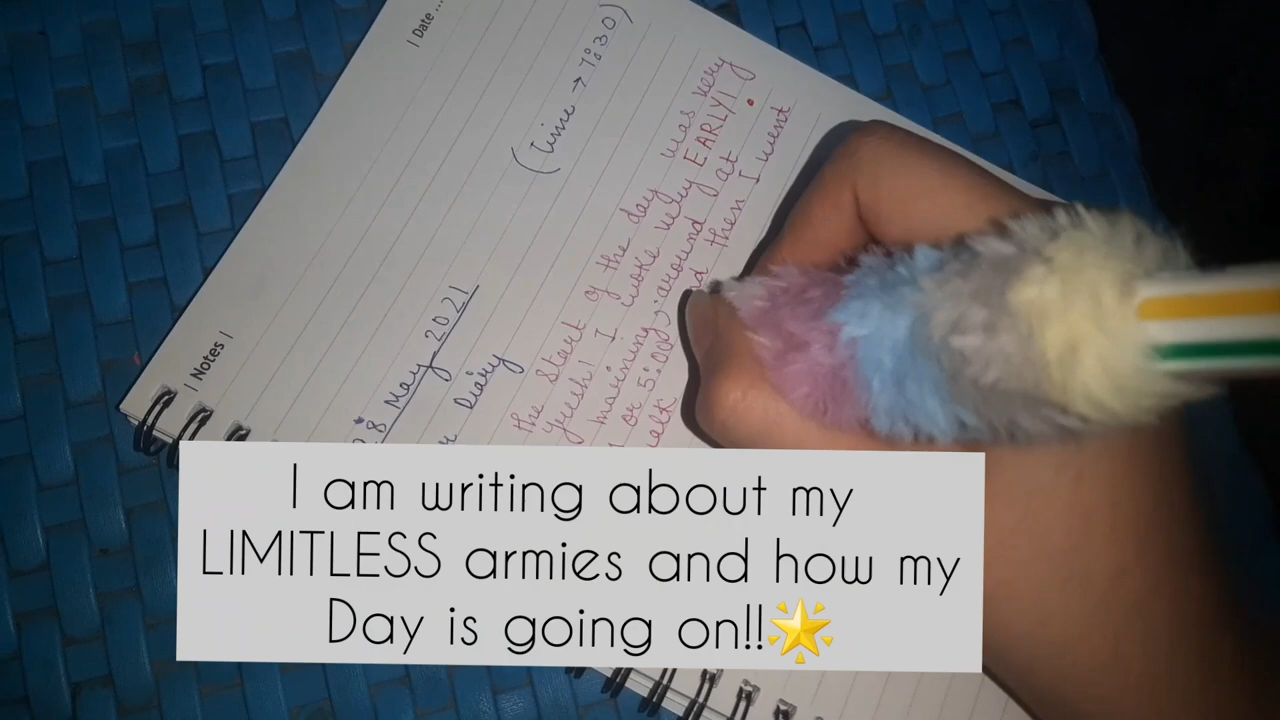 | Date ...
(Time → 7:30)
| Notes |
28 May 2021
Diary
the start of the day was very
fresh! I woke very EARLY!
morning, around at
or 5:00
then I went
I am writing about my
LIMITLESS armies and how my
Day is going on!!🌟